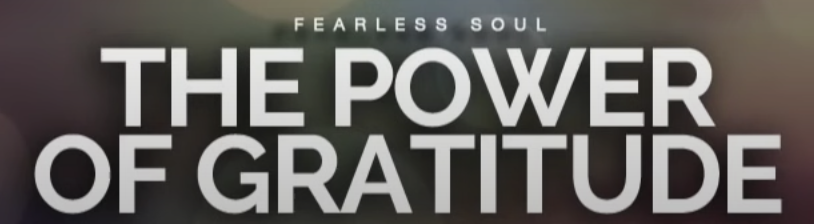 FEARLESS SOUL
THE POWER
OF GRATITUDE